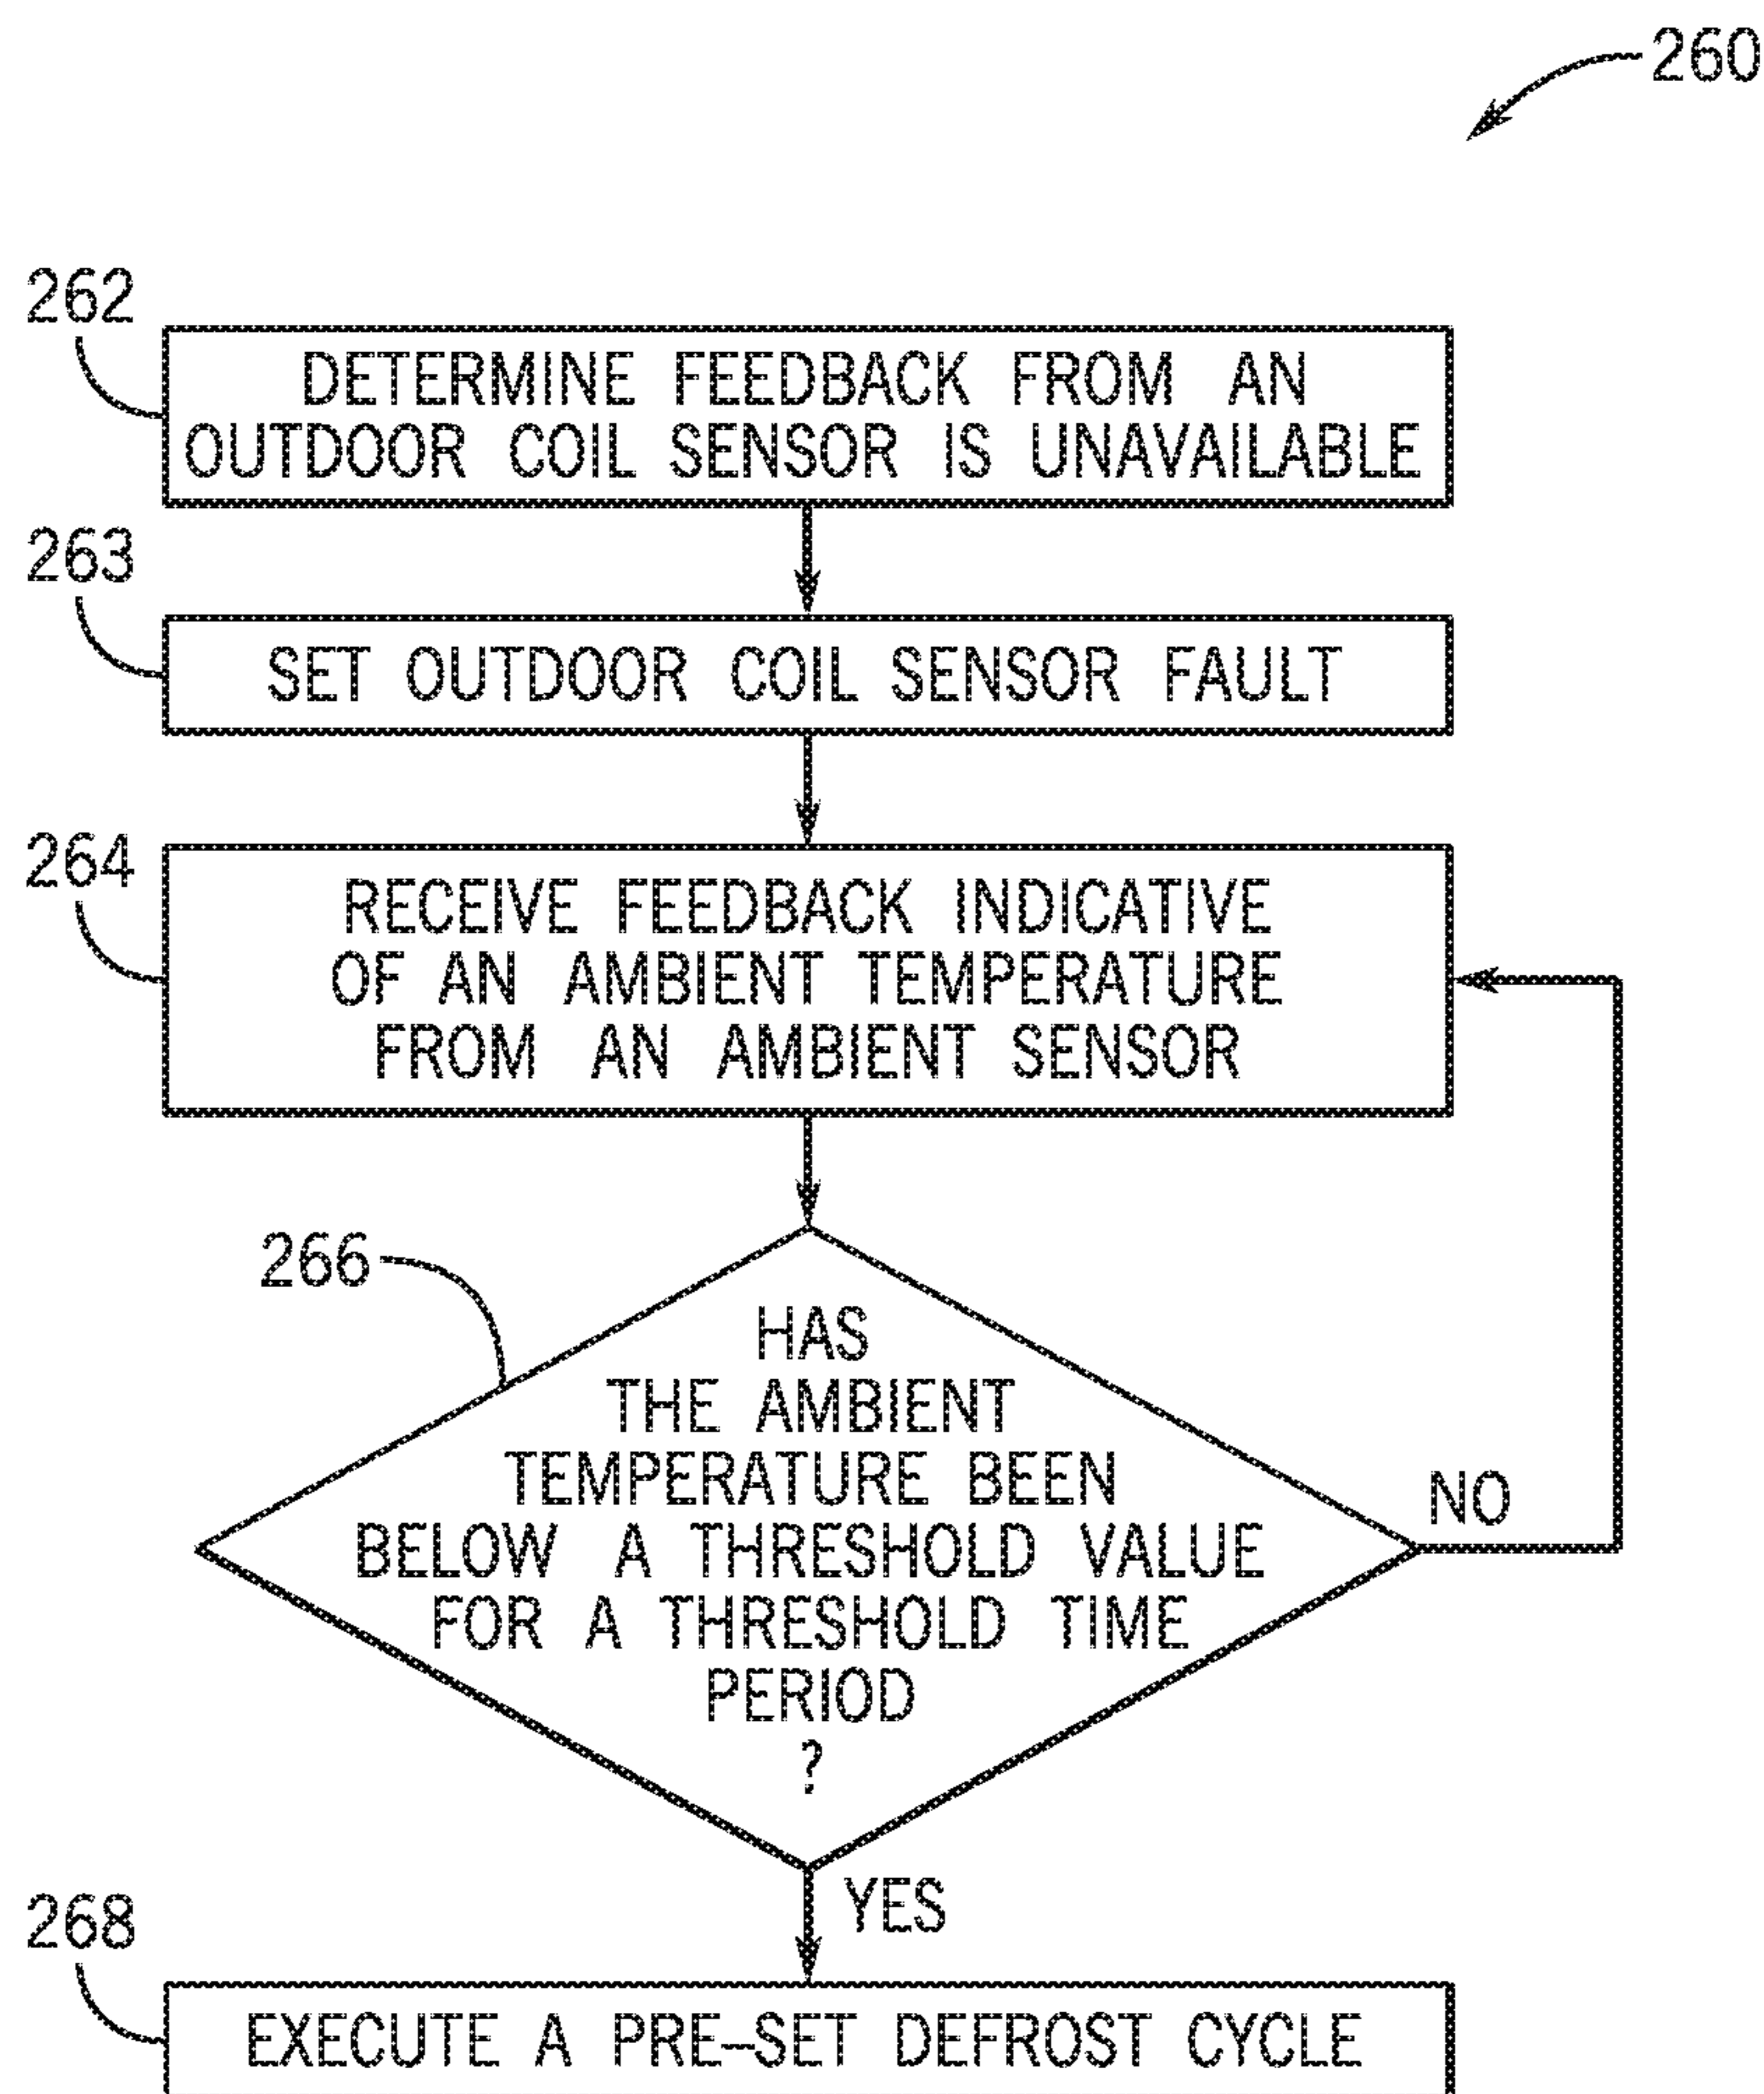 260
262
DETERMINE FEEDBACK FROM AN
OUTDOOR COIL SENSOR IS UNAVAILABLE
263
SET OUTDOOR COIL SENSOR FAULT
264
RECEIVE FEEDBACK INDICATIVE
OF AN AMBIENT TEMPERATURE
FROM AN AMBIENT SENSOR
266
HAS
THE AMBIENT
TEMPERATURE BEEN
BELOW A THRESHOLD VALUE
FOR A THRESHOLD TIME
PERIOD
?
NO
YES
268
EXECUTE A PRE-SET DEFROST CYCLE